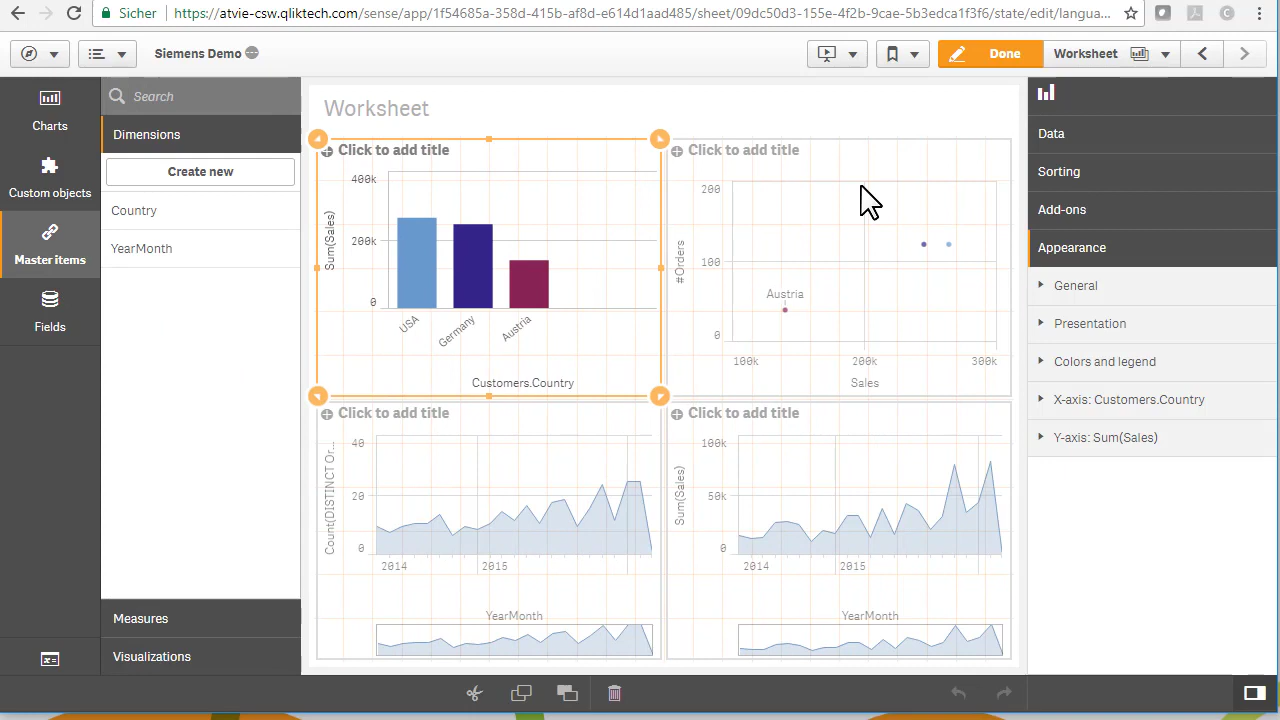 Sicher
https://atvie-csw.qliktech.com/sense/app/1f54685a-358d-415b-af8d-e614d1aad485/sheet/09dc50d3-155e-4f2b-9cae-5b3edca1f3f6/state/edit/langua...
Siemens Demo
Done
Worksheet
Charts
Custom objects
Master items
Fields
Search
Dimensions
Create new
Country
YearMonth
Measures
Visualizations
Worksheet
Click to add title
Sum(Sales)
400k
200k
0
USA
Germany
Austria
Customers.Country
Click to add title
#Orders
200
100
0
Austria
100k
200k
300k
Sales
Click to add title
Count(DISTINCT Or...
40
20
0
2014
2015
YearMonth
Click to add title
Sum(Sales)
100k
50k
0
2014
2015
YearMonth
Data
Sorting
Add-ons
Appearance
General
Presentation
Colors and legend
X-axis: Customers.Country
Y-axis: Sum(Sales)